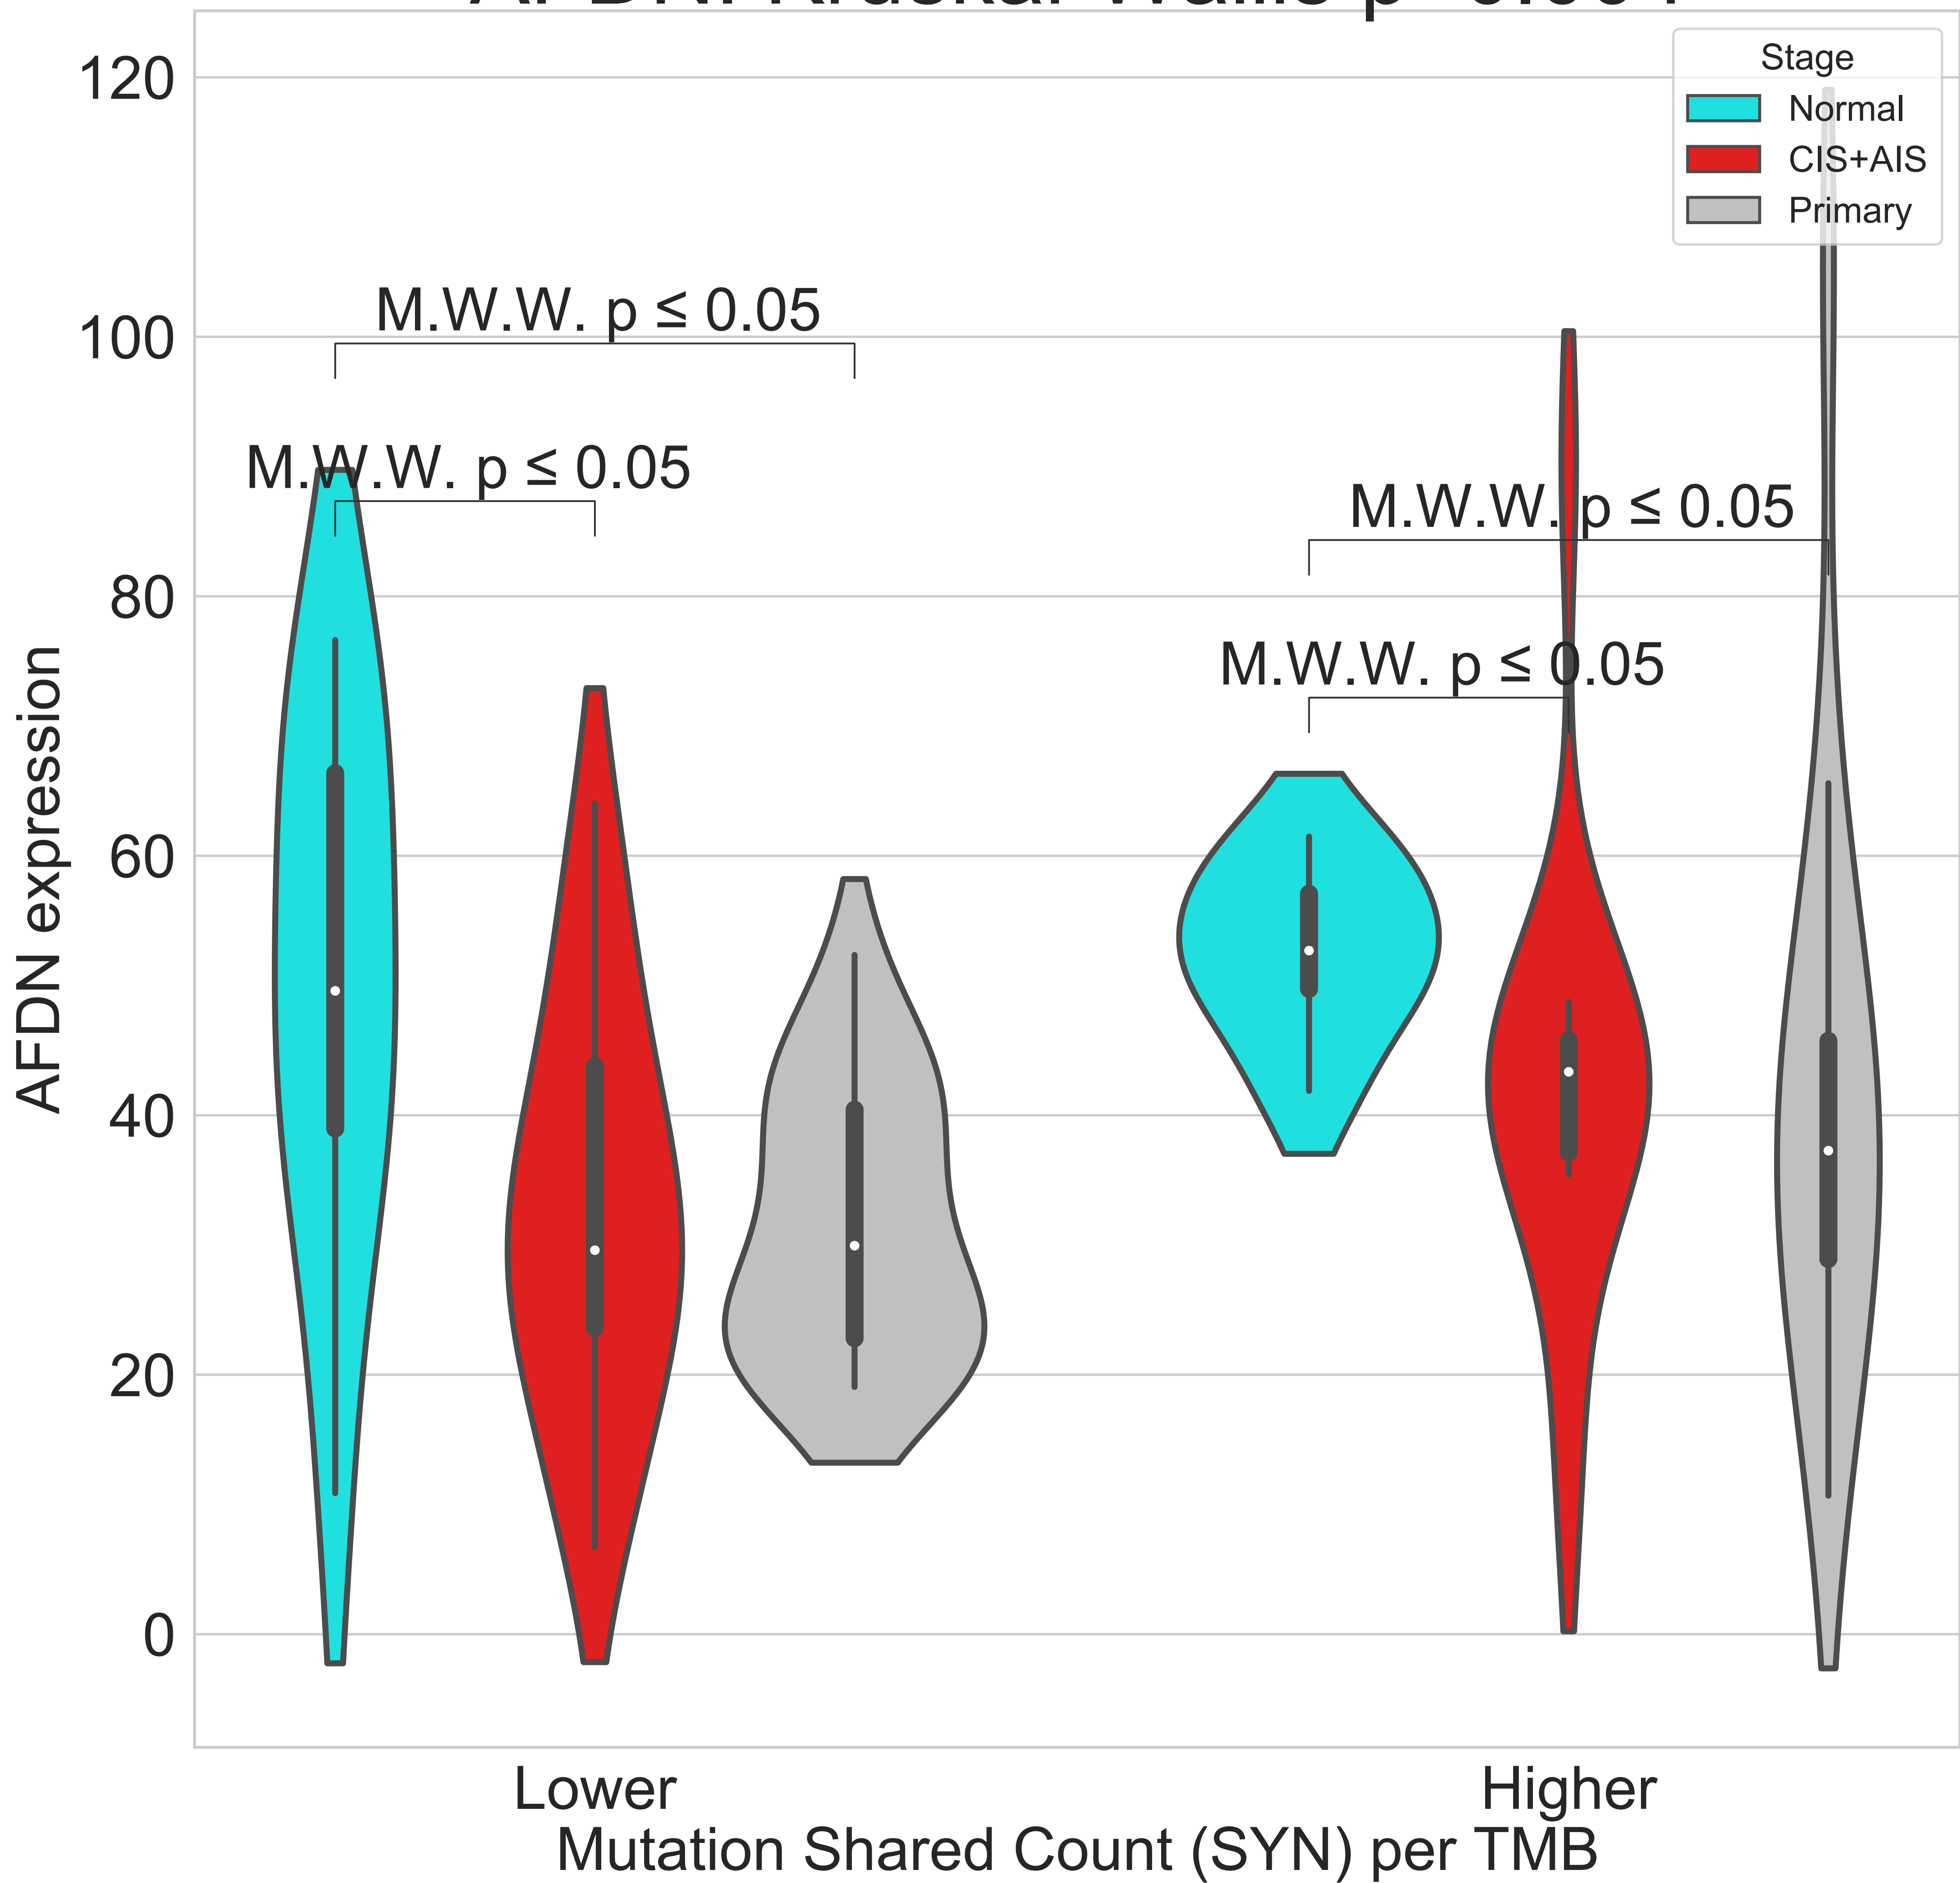 120
100
80
60
40
20
0
AFDN expression
Stage
Normal
CIS+AIS
Primary
M.W.W. p ≤ 0.05
M.W.W. p ≤ 0.05
M.W.W. p ≤ 0.05
M.W.W. p ≤ 0.05
Lower
Higher
Mutation Shared Count (SYN) per TMB